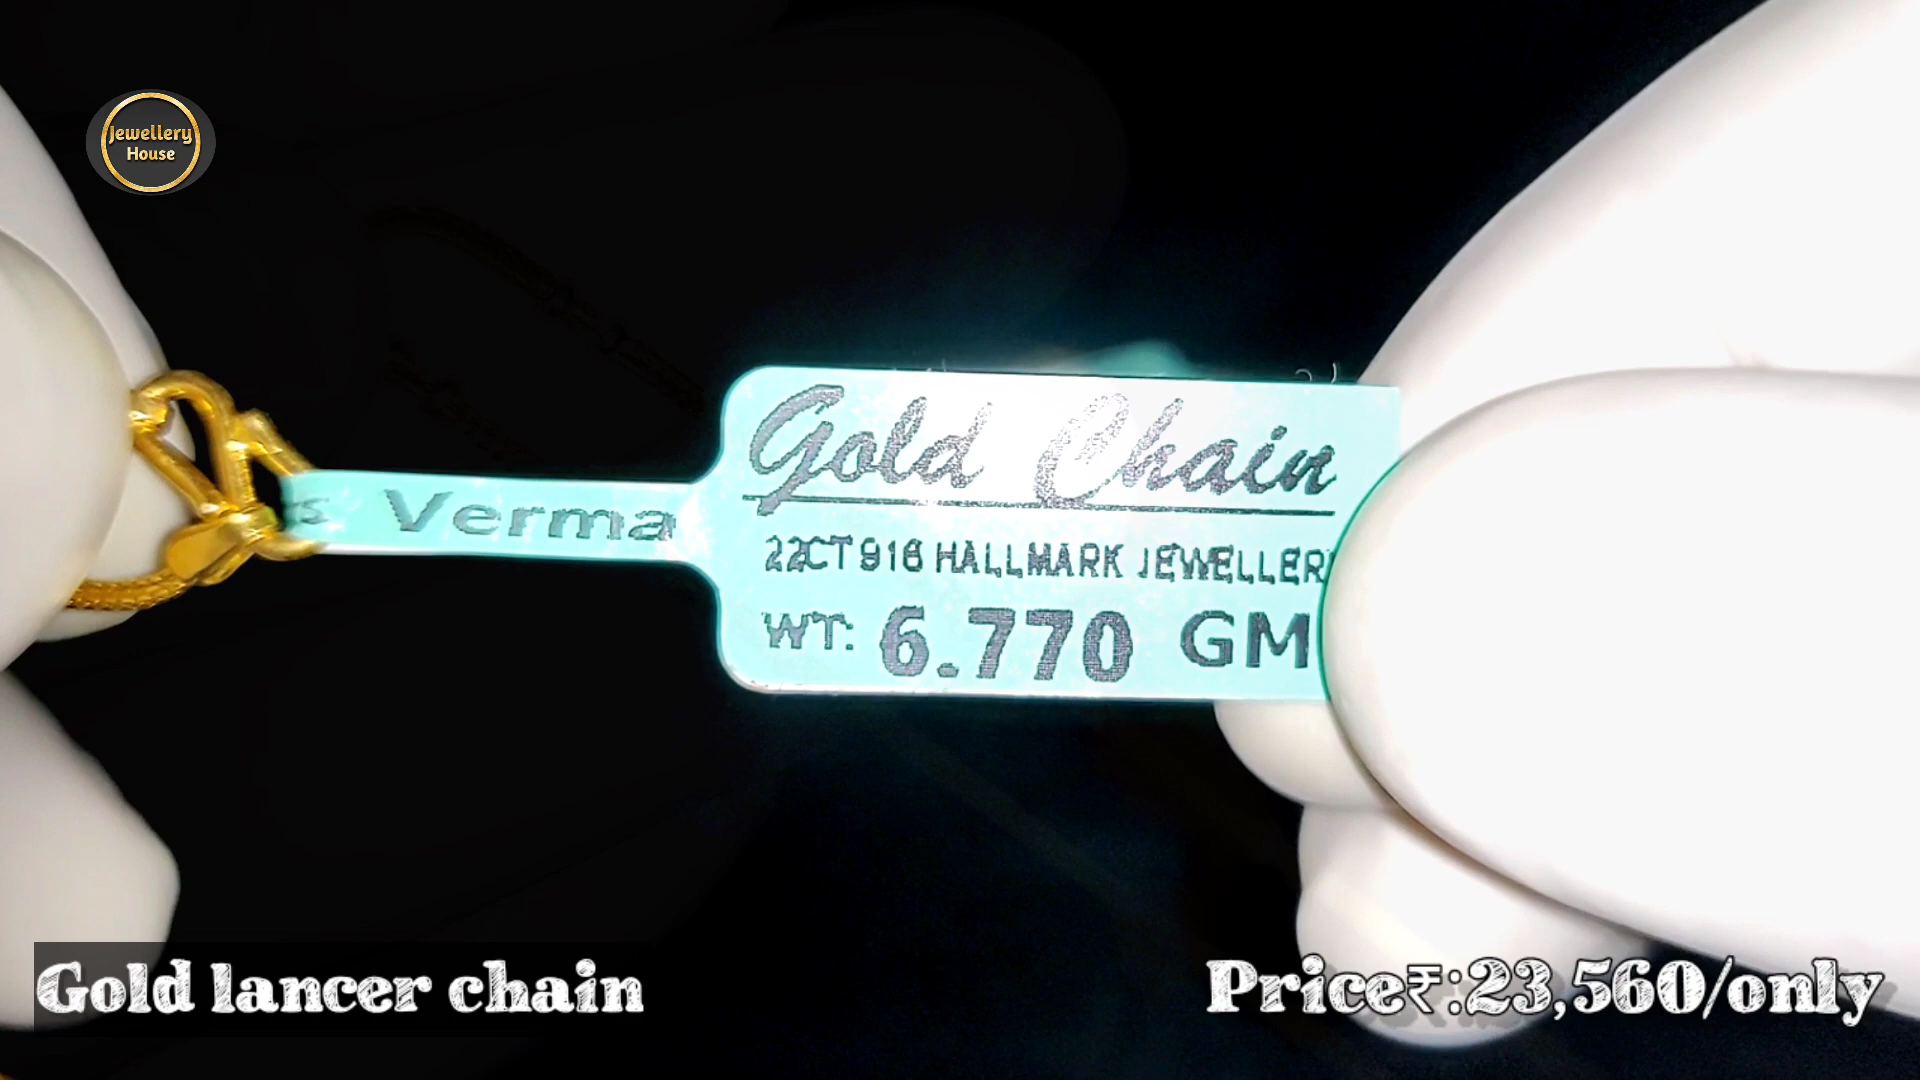 Jewellery
House
Verma
Gold Chain
22CT 916 HALLMARK JEWELLER
WT: 6.770 GM
Gold lancer chain
Price₹:23,560/only